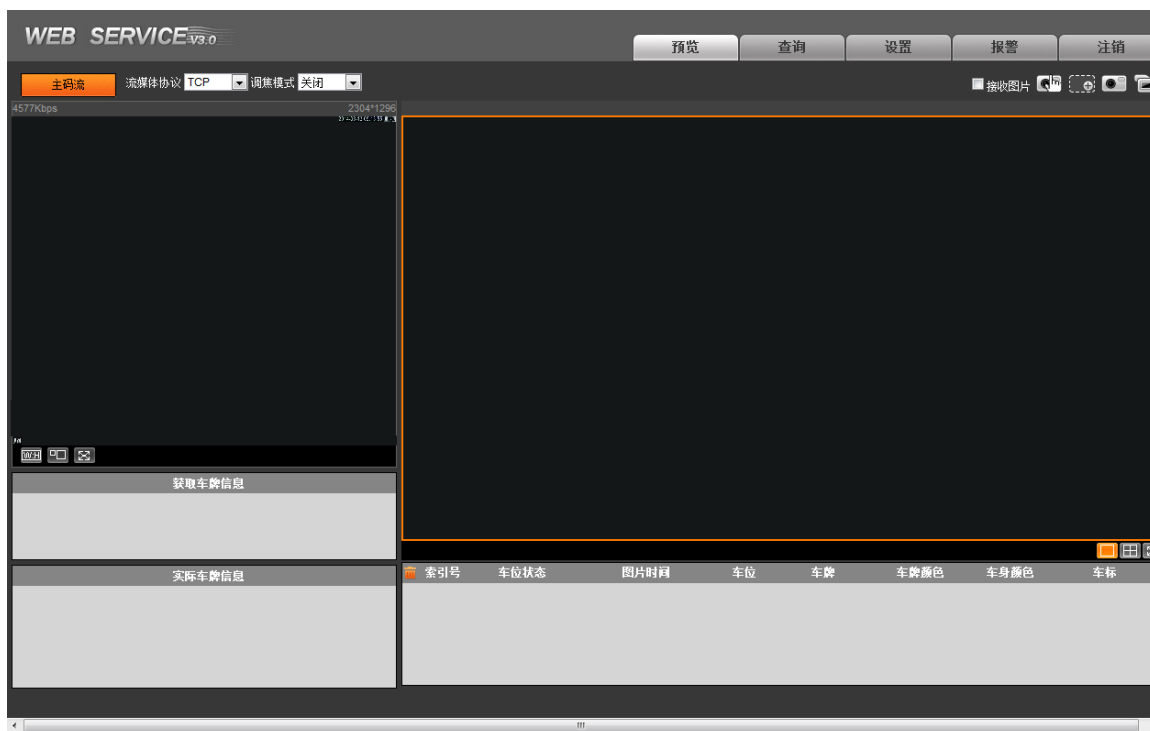 WEB SERVICE V3.0
预览 查询 设置 报警 注销
主码流 流媒体协议 TCP 调焦模式 关闭 接收图片
4577Kbps 2304*1296
W:H
获取车牌信息
实际车牌信息
索引号 车位状态 图片时间 车位 车牌 车牌颜色 车身颜色 车标